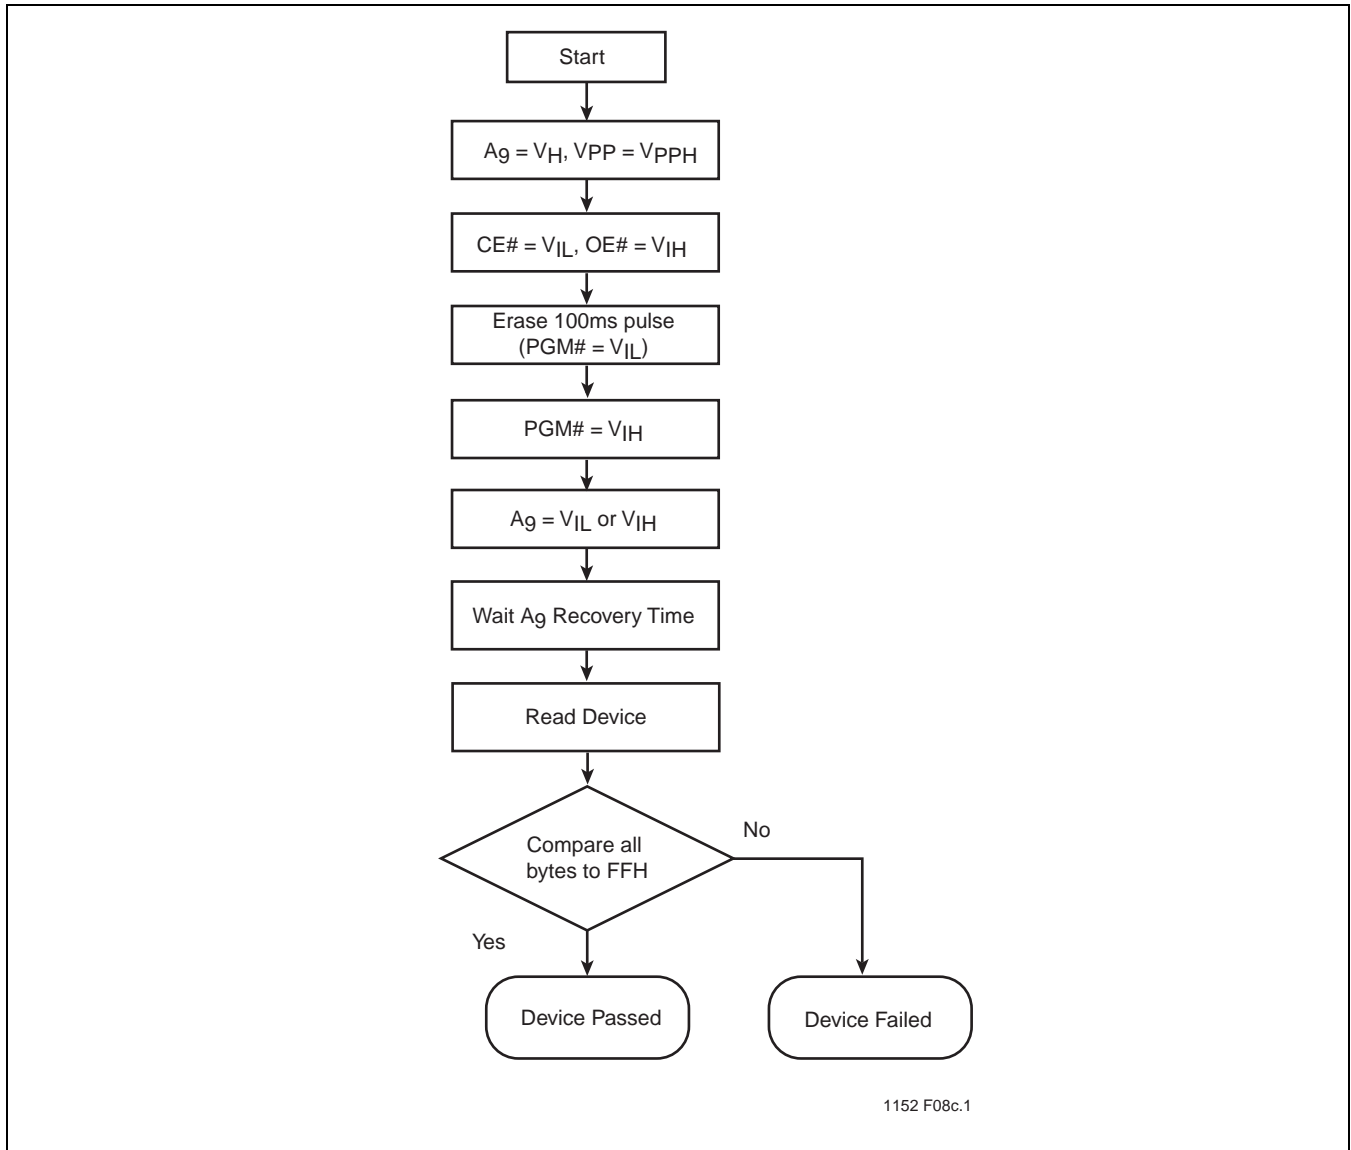 Start
A9 = VH, VPP = VPPH
CE# = VIL, OE# = VIH
Erase 100ms pulse
(PGM# = VIL)
PGM# = VIH
A9 = VIL or VIH
Wait A9 Recovery Time
Read Device
Compare all
bytes to FFH
No
Yes
Device Passed
Device Failed
1152 F08c.1